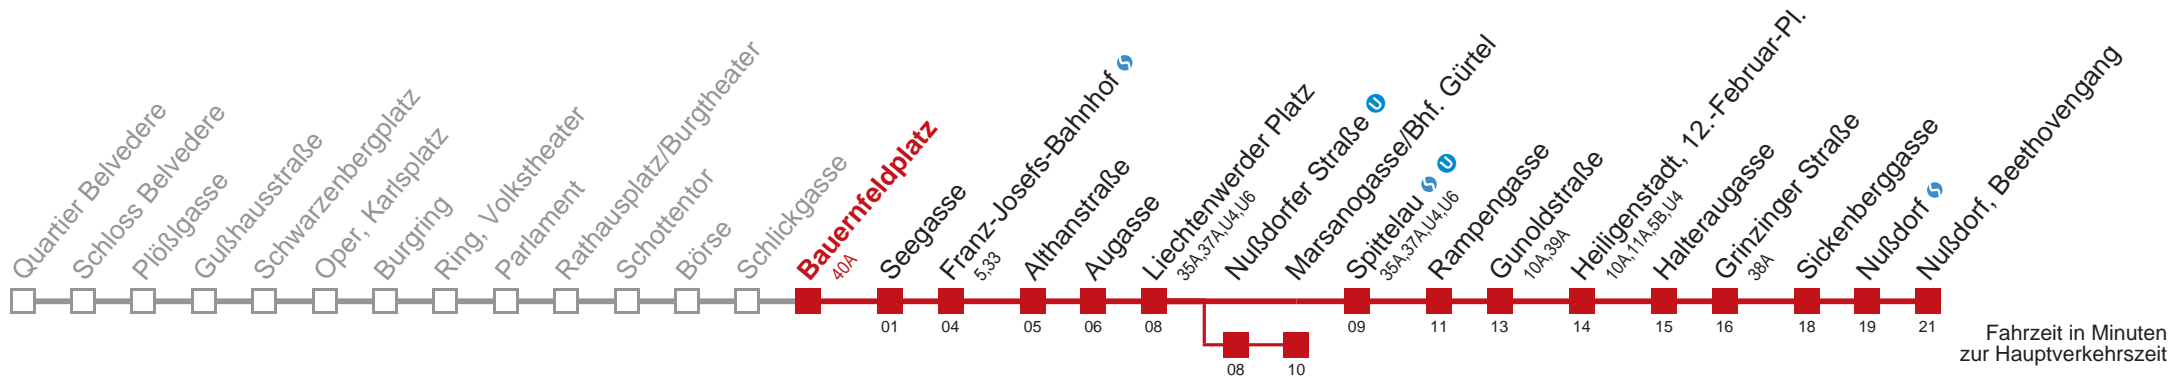 Quartier Belvedere
Schloss Belvedere
Plößlgasse
Gußhausstraße
Schwarzenbergplatz
Oper, Karlsplatz
Burgring
Ring, Volkstheater
Parlament
Rathausplatz/Burgtheater
Schottentor
Börse
Schlickgasse
Bauernfeldplatz
40A
Seegasse
Franz-Josefs-Bahnhof S
5,33
Althanstraße
Augasse
Liechtenwerder Platz
35A,37A,U4,U6
Nußdorfer Straße U
Marsanogasse/Bhf. Gürtel
Spittelau S U
35A,37A,U4,U6
Rampengasse
Gunoldstraße
10A,39A
Heiligenstadt, 12.-Februar-Pl.
10A,11A,5B,U4
Halteraugasse
Grinzinger Straße
38A
Sickenberggasse
Nußdorf S
Nußdorf, Beethovengang
01 04 05 06 08 09 11 13 14 15 16 18 19 21
08 10
Fahrzeit in Minuten
zur Hauptverkehrszeit